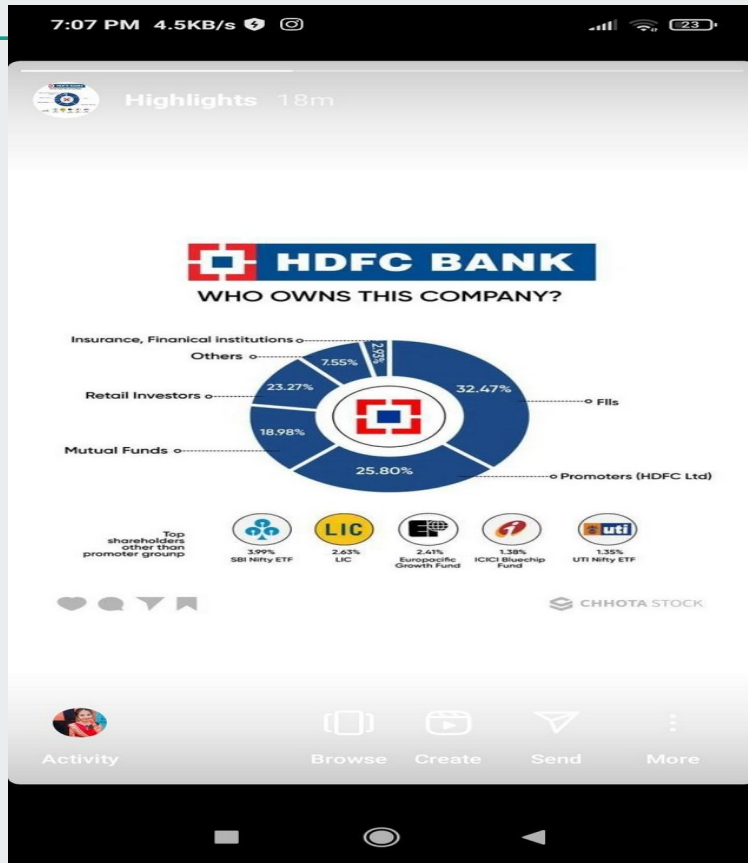 7:07 PM 4.5KB/s
23
Highlights 18m
HDFC BANK
WHO OWNS THIS COMPANY?
Insurance, Finanical institutions
2.93%
Others
7.55%
32.47%
23.27%
Retail Investors
FIIs
18.98%
Mutual Funds
25.80%
Promoters (HDFC Ltd)
Top
shareholders
other than
promoter grounp
LIC
uti
3.99%
SBI Nifty ETF
2.63%
LIC
2.41%
Europacific
Growth Fund
1.38%
ICICI Bluechip
Fund
1.35%
UTI Nifty ETF
CHHOTA STOCK
Activity
Browse
Create
Send
More